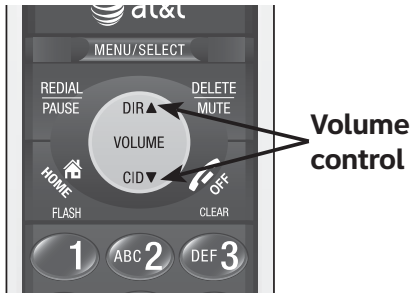 at&t
MENU/SELECT
REDIAL
PAUSE
DELETE
MUTE
DIR▲
VOLUME
CID▼
HOME
FLASH
OFF
CLEAR
1
ABC 2
DEF 3
Volume
control